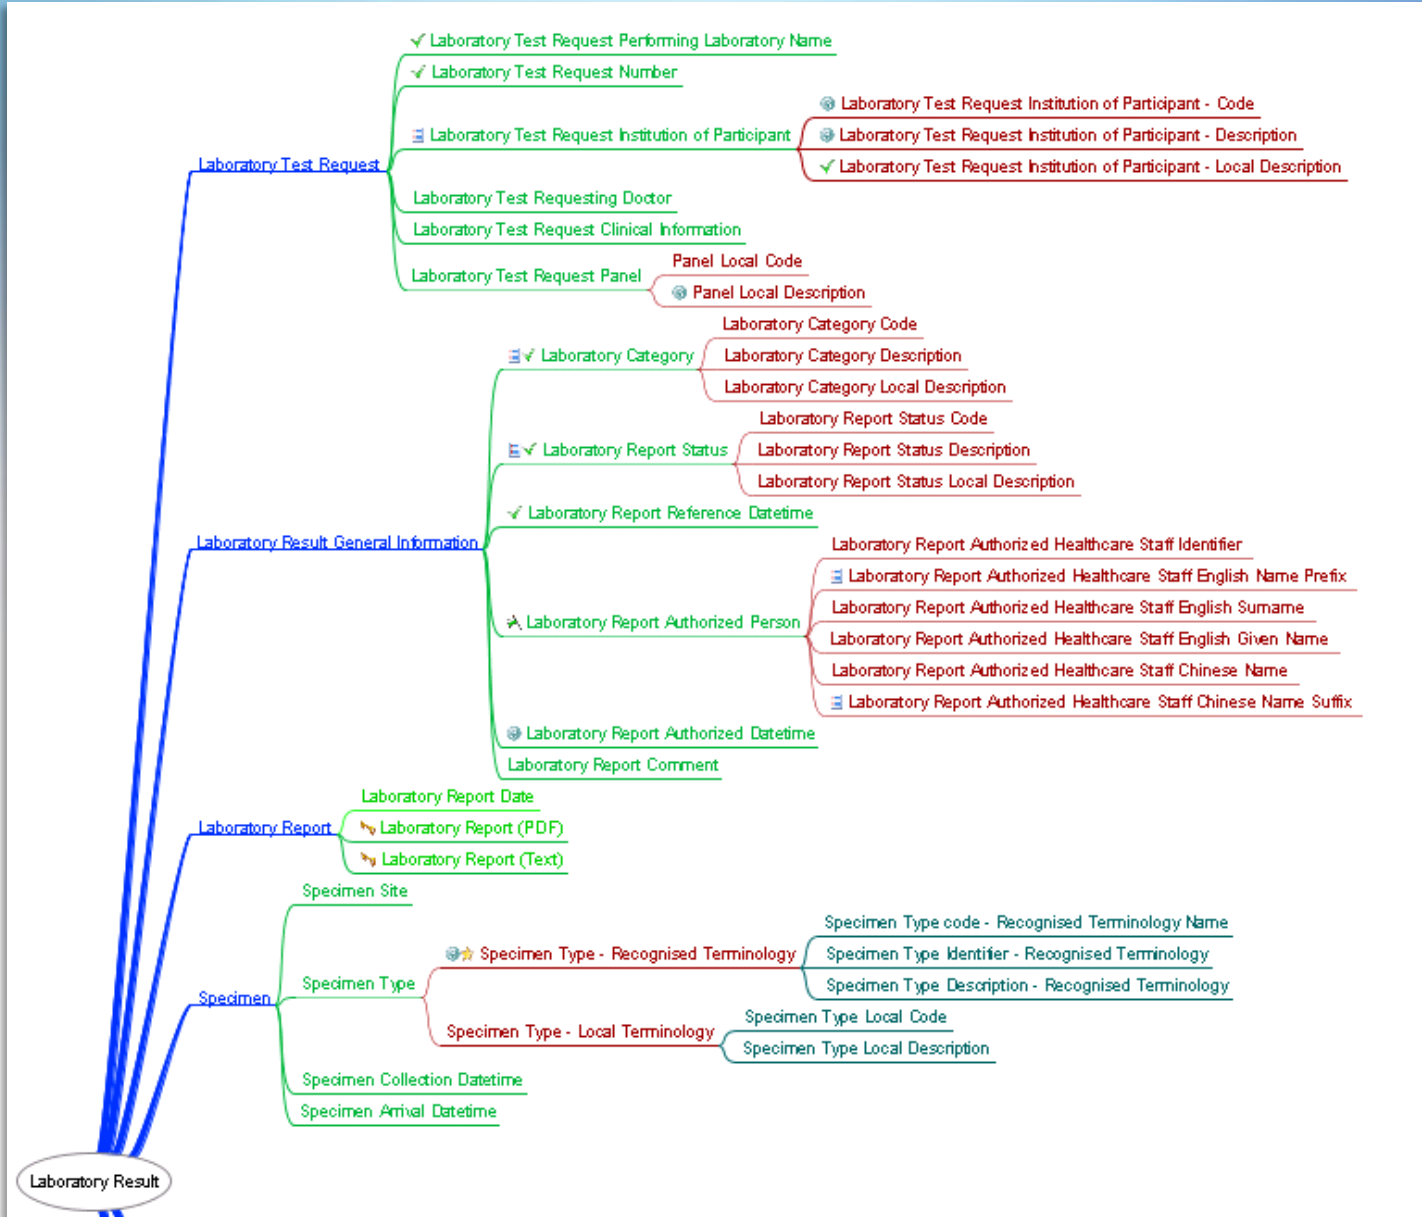 Laboratory Test Request Performing Laboratory Name
Laboratory Test Request Number
Laboratory Test Request Institution of Participant - Code
Laboratory Test Request Institution of Participant
Laboratory Test Request Institution of Participant - Description
Laboratory Test Request
Laboratory Test Request Institution of Participant - Local Description
Laboratory Test Requesting Doctor
Laboratory Test Request Clinical Information
Panel Local Code
Laboratory Test Request Panel
Panel Local Description
Laboratory Category Code
Laboratory Category
Laboratory Category Description
Laboratory Category Local Description
Laboratory Report Status Code
Laboratory Report Status
Laboratory Report Status Description
Laboratory Report Status Local Description
Laboratory Report Reference Datetime
Laboratory Result General Information
Laboratory Report Authorized Healthcare Staff Identifier
Laboratory Report Authorized Healthcare Staff English Name Prefix
Laboratory Report Authorized Healthcare Staff English Surname
Laboratory Report Authorized Person
Laboratory Report Authorized Healthcare Staff English Given Name
Laboratory Report Authorized Healthcare Staff Chinese Name
Laboratory Report Authorized Healthcare Staff Chinese Name Suffix
Laboratory Report Authorized Datetime
Laboratory Report Comment
Laboratory Report Date
Laboratory Report
Laboratory Report (PDF)
Laboratory Report (Text)
Specimen Site
Specimen Type code - Recognised Terminology Name
Specimen Type - Recognised Terminology
Specimen Type Identifier - Recognised Terminology
Specimen Type
Specimen Type Description - Recognised Terminology
Specimen
Specimen Type Local Code
Specimen Type - Local Terminology
Specimen Type Local Description
Specimen Collection Datetime
Specimen Arrival Datetime
Laboratory Result